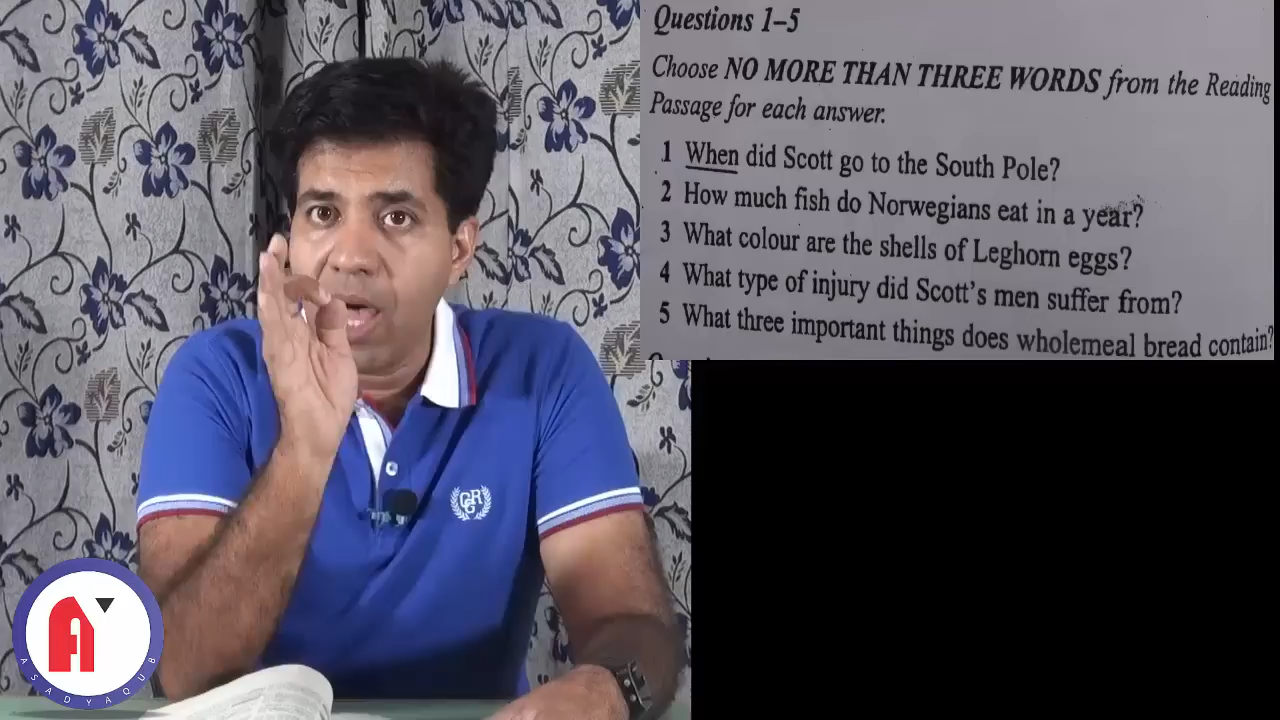 Questions 1–5
Choose NO MORE THAN THREE WORDS from the Reading
Passage for each answer.
1 When did Scott go to the South Pole?
2 How much fish do Norwegians eat in a year?
3 What colour are the shells of Leghorn eggs?
4 What type of injury did Scott's men suffer from?
5 What three important things does wholemeal bread contain?
GRG
AY
ASADYAQUB